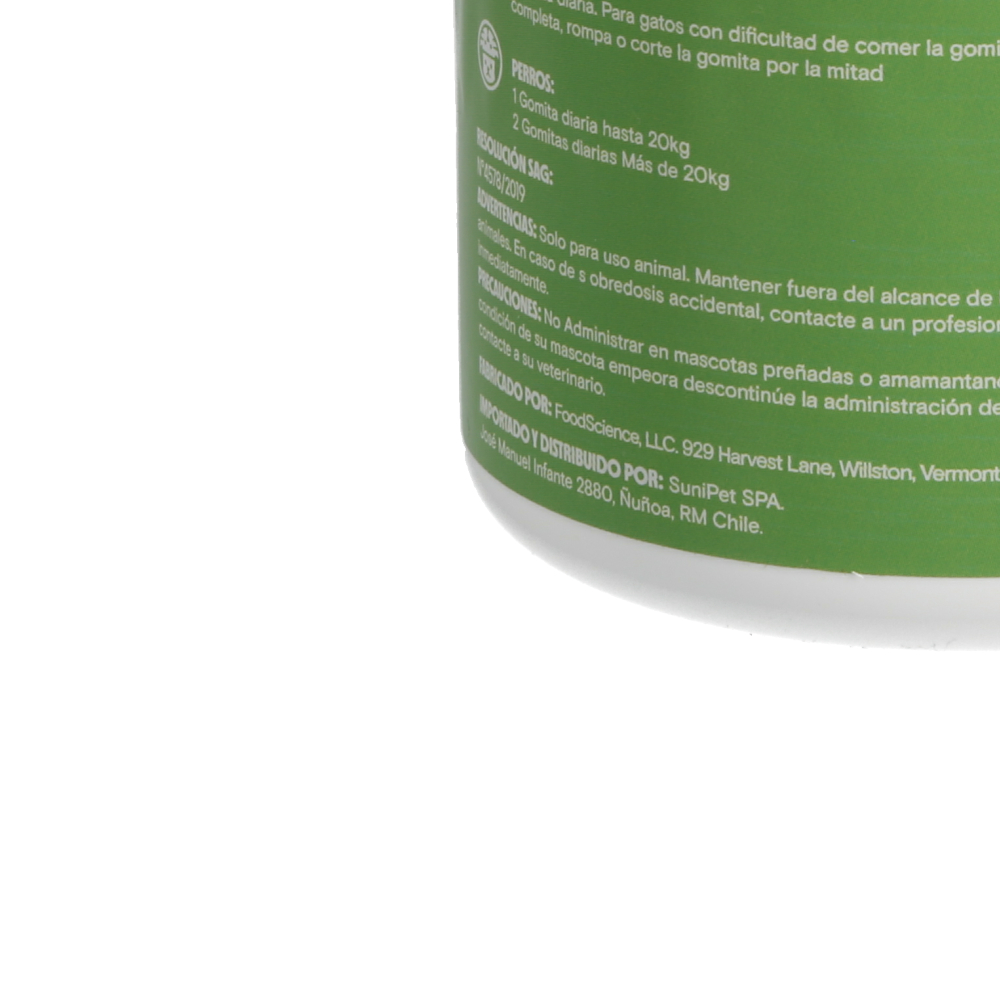 diaria. Para gatos con dificultad de comer la gomi
completa, rompa o corte la gomita por la mitad
PERROS:
1 Gomita diaria hasta 20kg
2 Gomitas diarias Más de 20kg
RESOLUCIÓN SAG:
N°4578/2019
ADVERTENCIAS: Solo para uso animal. Mantener fuera del alcance de
animales. En caso de s obredosis accidental, contacte a un profesion
inmediatamente.
PRECAUCIONES: No Administrar en mascotas preñadas o amamantand
condición de su mascota empeora descontinúe la administración de
contacte a su veterinario.
FABRICADO POR: FoodScience, LLC. 929 Harvest Lane, Williston, Vermont
IMPORTADO Y DISTRIBUIDO POR: SuniPet SPA.
José Manuel Infante 2880, Ñuñoa, RM Chile.